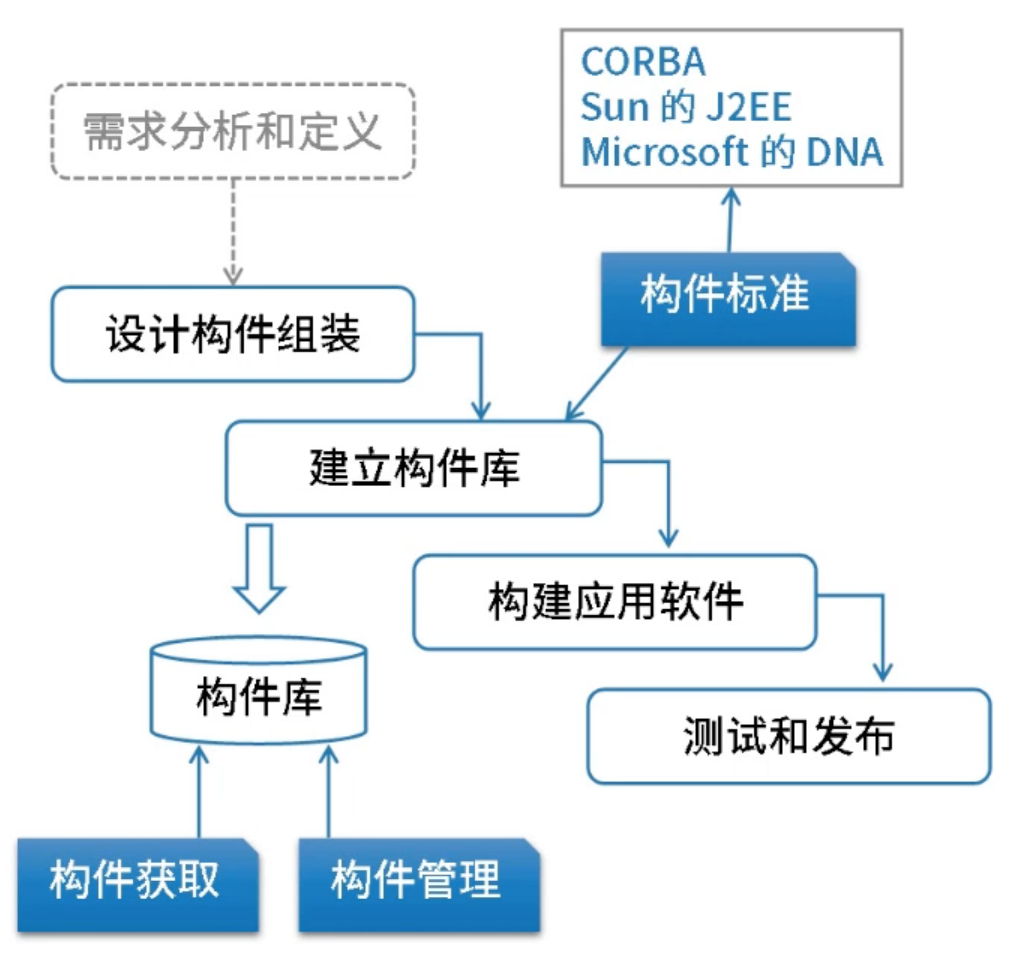 CORBA
Sun 的 J2EE
Microsoft 的 DNA
需求分析和定义
构件标准
设计构件组装
建立构件库
构建应用软件
构件库
测试和发布
构件获取
构件管理